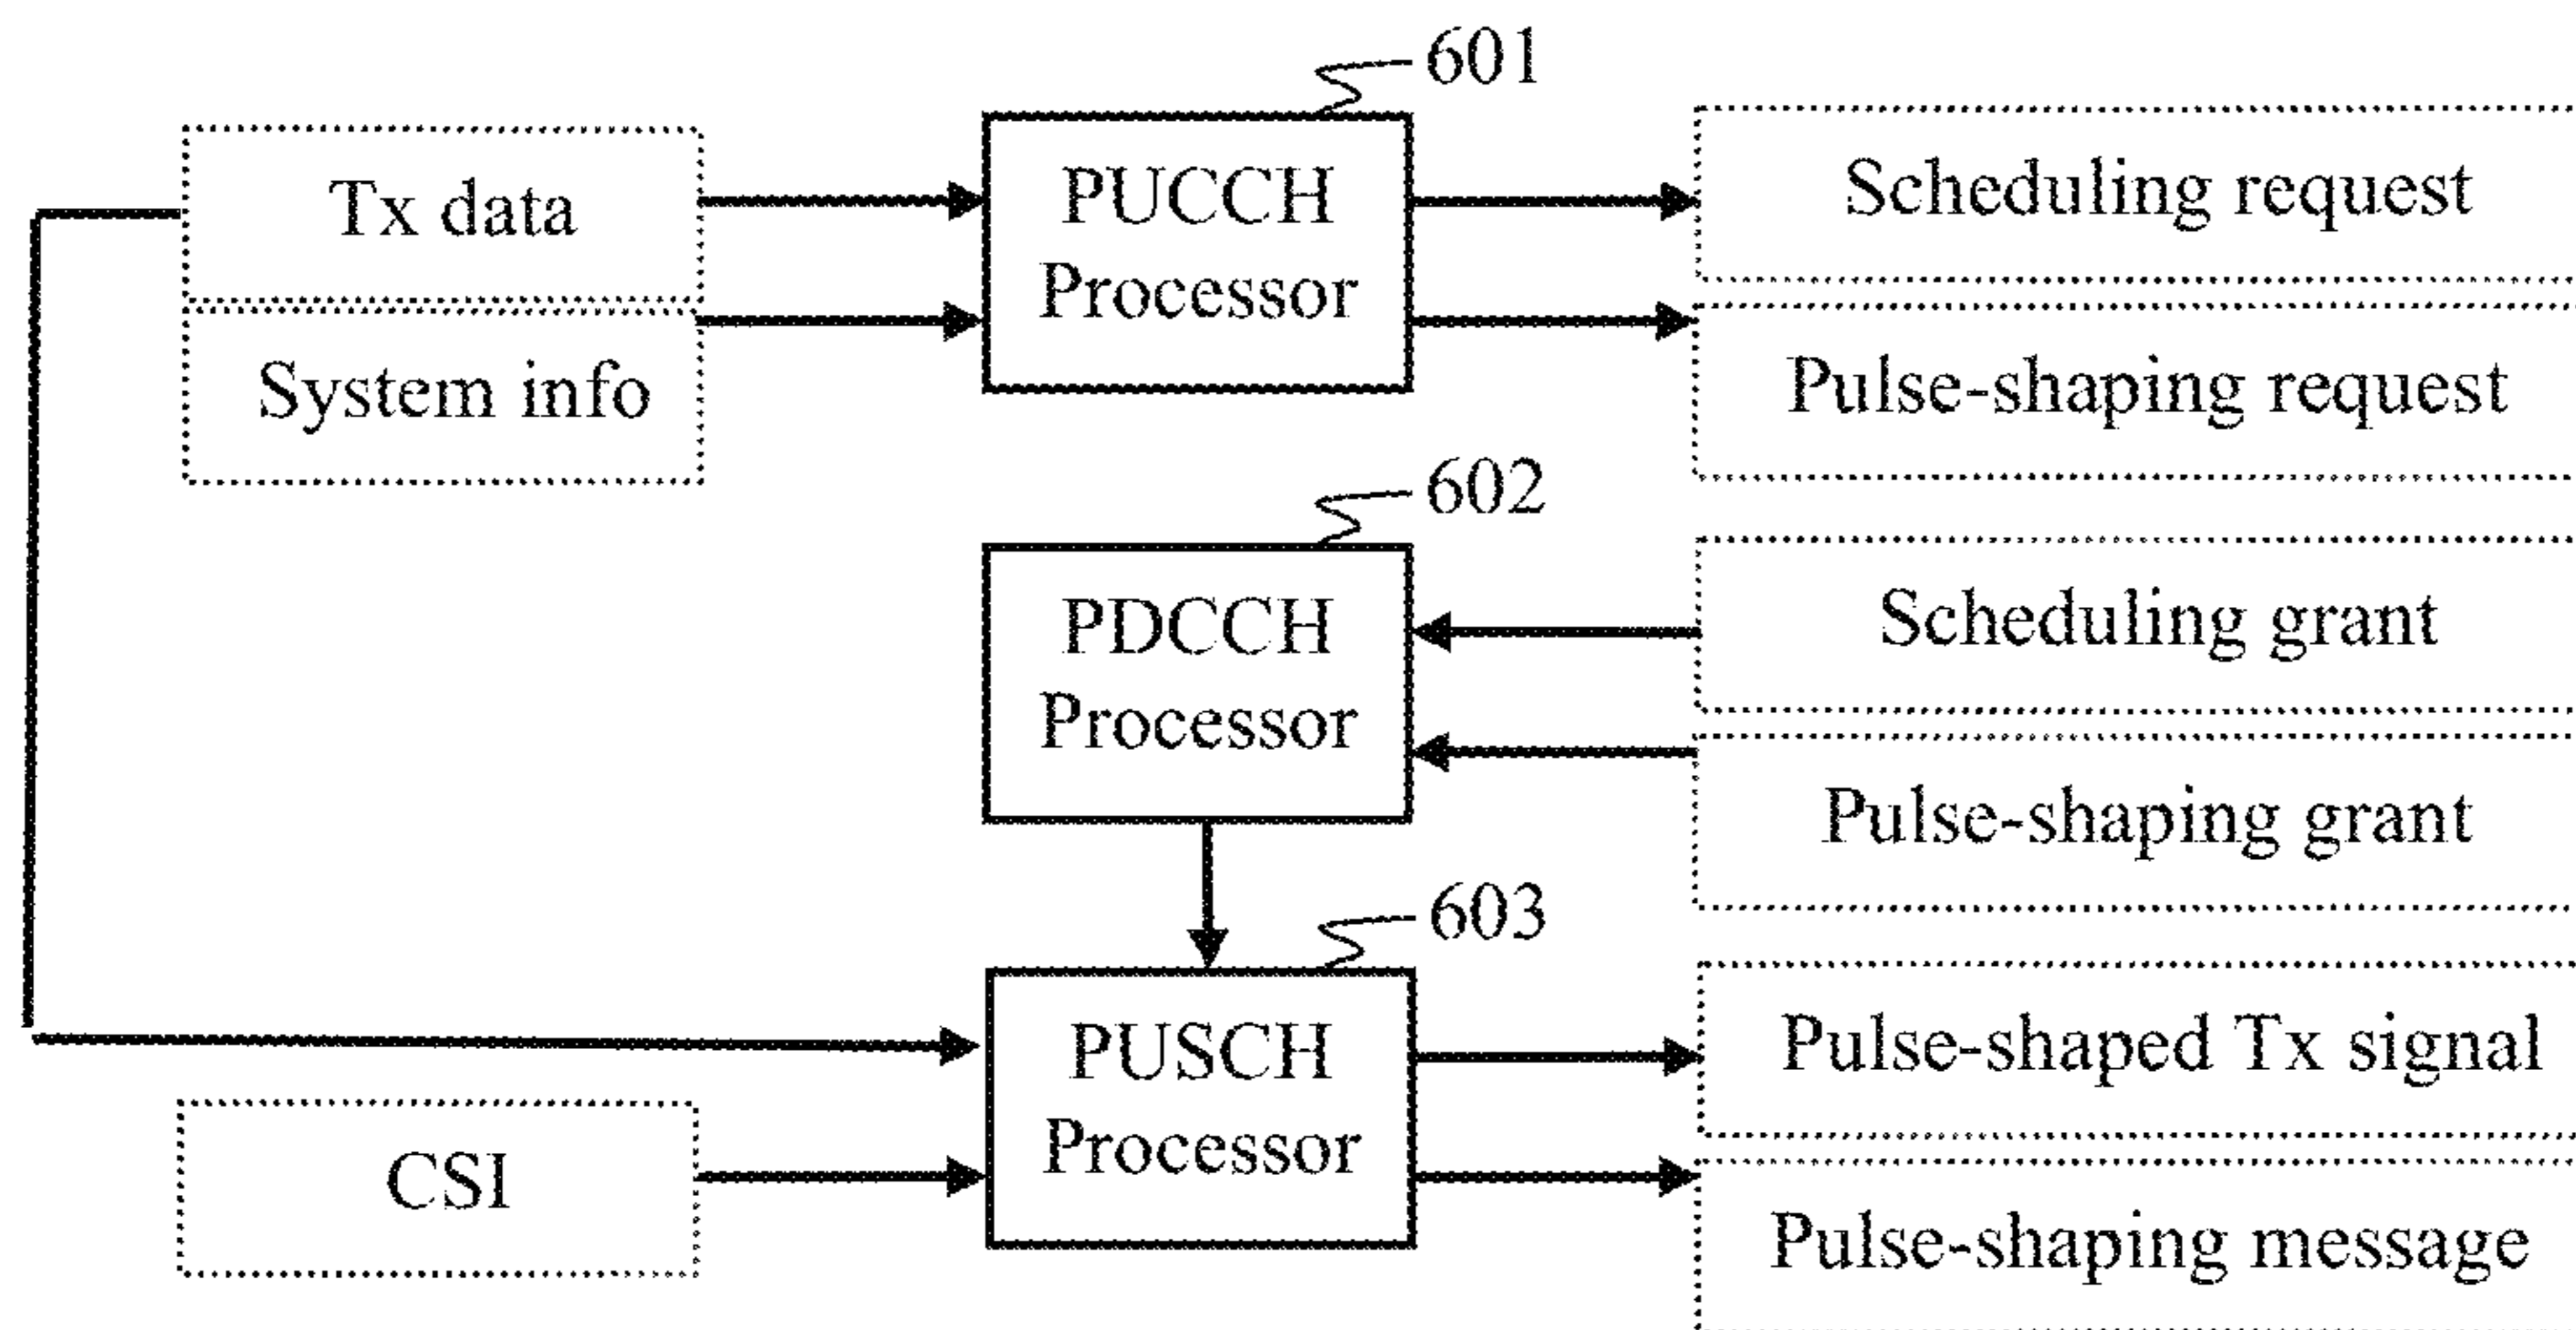 601
Tx data
PUCCH
Processor
Scheduling request
System info
Pulse-shaping request
602
PDCCH
Processor
Scheduling grant
Pulse-shaping grant
603
PUSCH
Processor
Pulse-shaped Tx signal
CSI
Pulse-shaping message